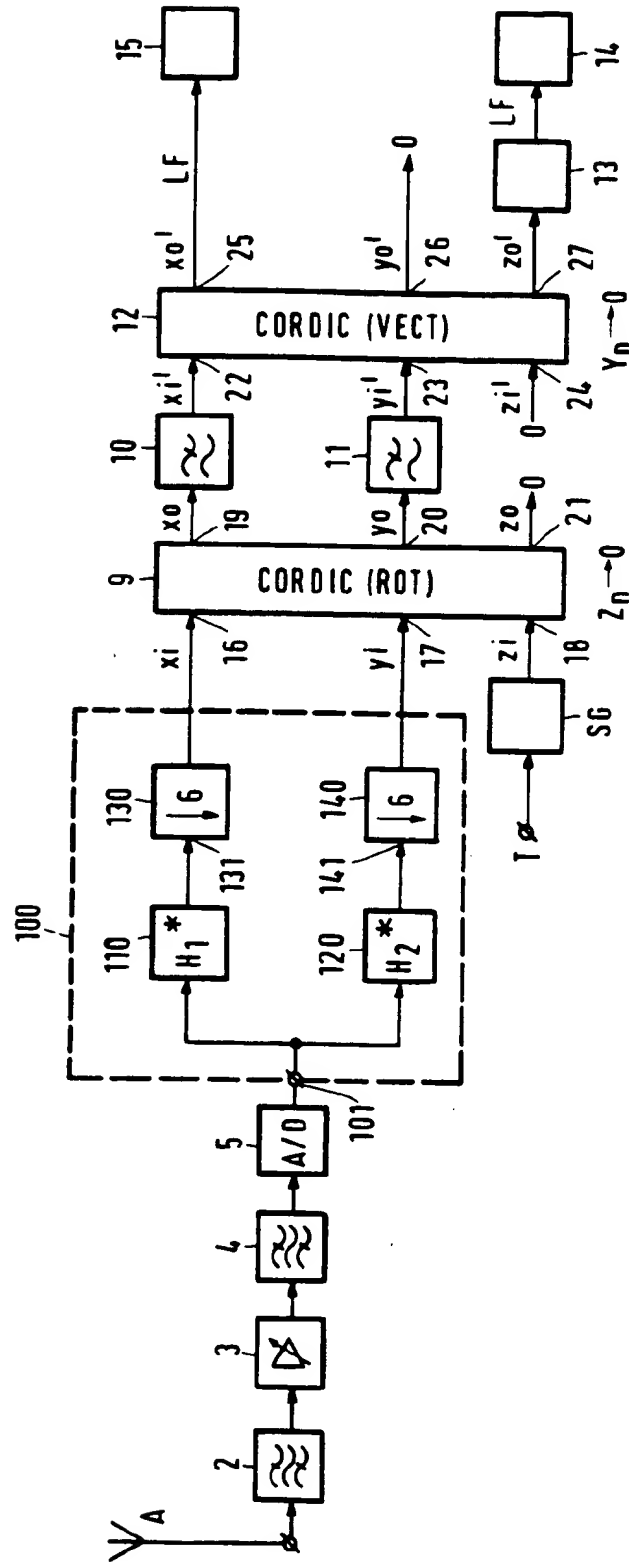 A
2
3
4
5
A/D
101
100
110
H1*
120
H2*
131
130
↓6
141
140
↓6
T
SG
xi
16
yi
17
zi
18
9
CORDIC (ROT)
Zn→0
xo
19
yo
20
zo
21
0
10
11
xi'
22
yi'
23
zi'
24
0
12
CORDIC (VECT)
Yn→0
xo'
25
yo'
26
zo'
27
LF
15
0
13
LF
14